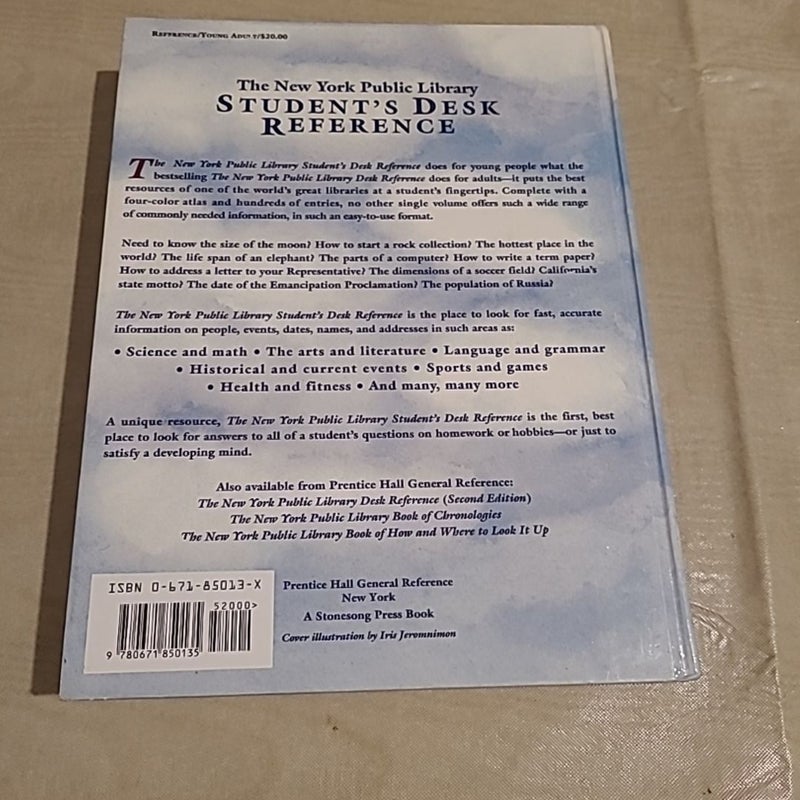 REFERENCE/YOUNG ADULT/$20.00
The New York Public Library
STUDENT'S DESK
REFERENCE
The New York Public Library Student's Desk Reference does for young people what the
bestselling The New York Public Library Desk Reference does for adults—it puts the best
resources of one of the world's great libraries at a student's fingertips. Complete with a
four-color atlas and hundreds of entries, no other single volume offers such a wide range
of commonly needed information, in such an easy-to-use format.
Need to know the size of the moon? How to start a rock collection? The hottest place in the
world? The life span of an elephant? The parts of a computer? How to write a term paper?
How to address a letter to your Representative? The dimensions of a soccer field? California's
state motto? The date of the Emancipation Proclamation? The population of Russia?
The New York Public Library Student's Desk Reference is the place to look for fast, accurate
information on people, events, dates, names, and addresses in such areas as:
• Science and math • The arts and literature • Language and grammar
• Historical and current events • Sports and games
• Health and fitness • And many, many more
A unique resource, The New York Public Library Student's Desk Reference is the first, best
place to look for answers to all of a student's questions on homework or hobbies—or just to
satisfy a developing mind.
Also available from Prentice Hall General Reference:
The New York Public Library Desk Reference (Second Edition)
The New York Public Library Book of Chronologies
The New York Public Library Book of How and Where to Look It Up
ISBN 0-671-85013-X
52000>
9 780671 850135
Prentice Hall General Reference
New York
A Stonesong Press Book
Cover illustration by Iris Jeromnimon